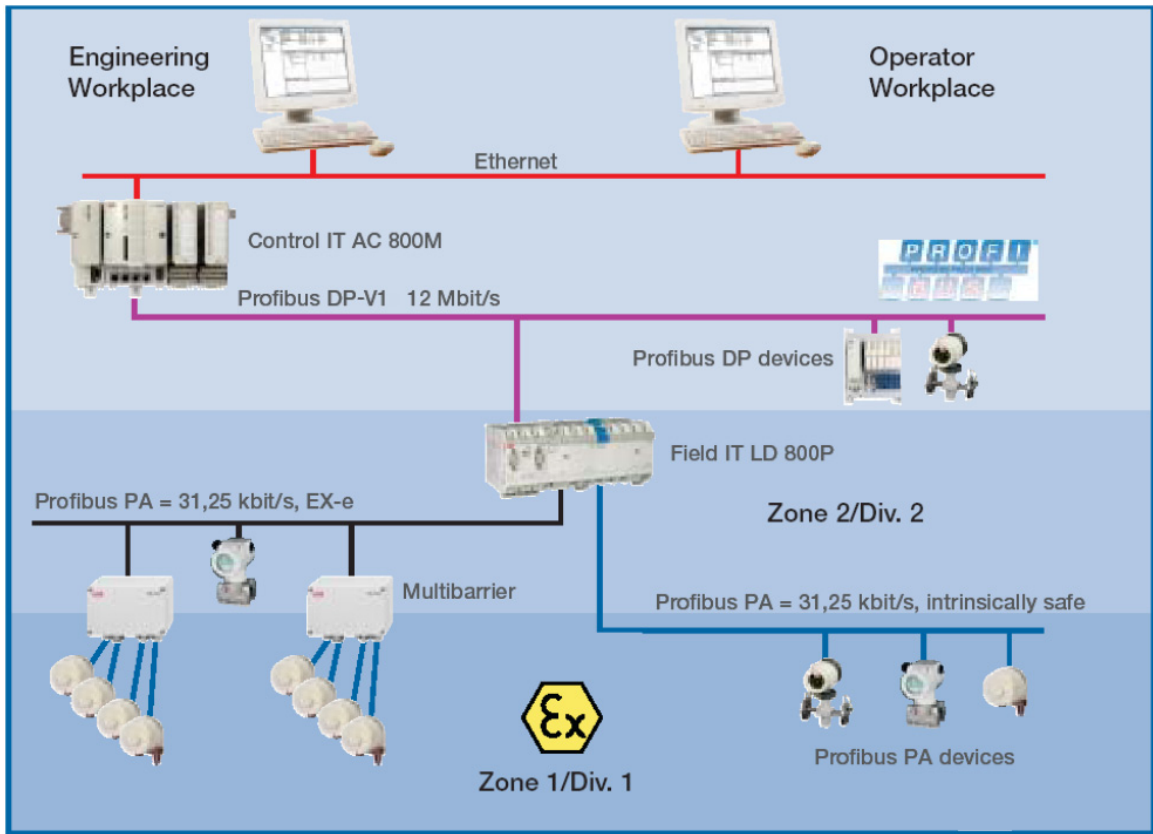 Engineering
Workplace
Operator
Workplace
Ethernet
Control IT AC 800M
PROFI
Profibus DP-V1 12 Mbit/s
Profibus DP devices
Field IT LD 800P
Profibus PA = 31,25 kbit/s, EX-e
Zone 2/Div. 2
Multibarrier
Profibus PA = 31,25 kbit/s, intrinsically safe
Ex
Profibus PA devices
Zone 1/Div. 1